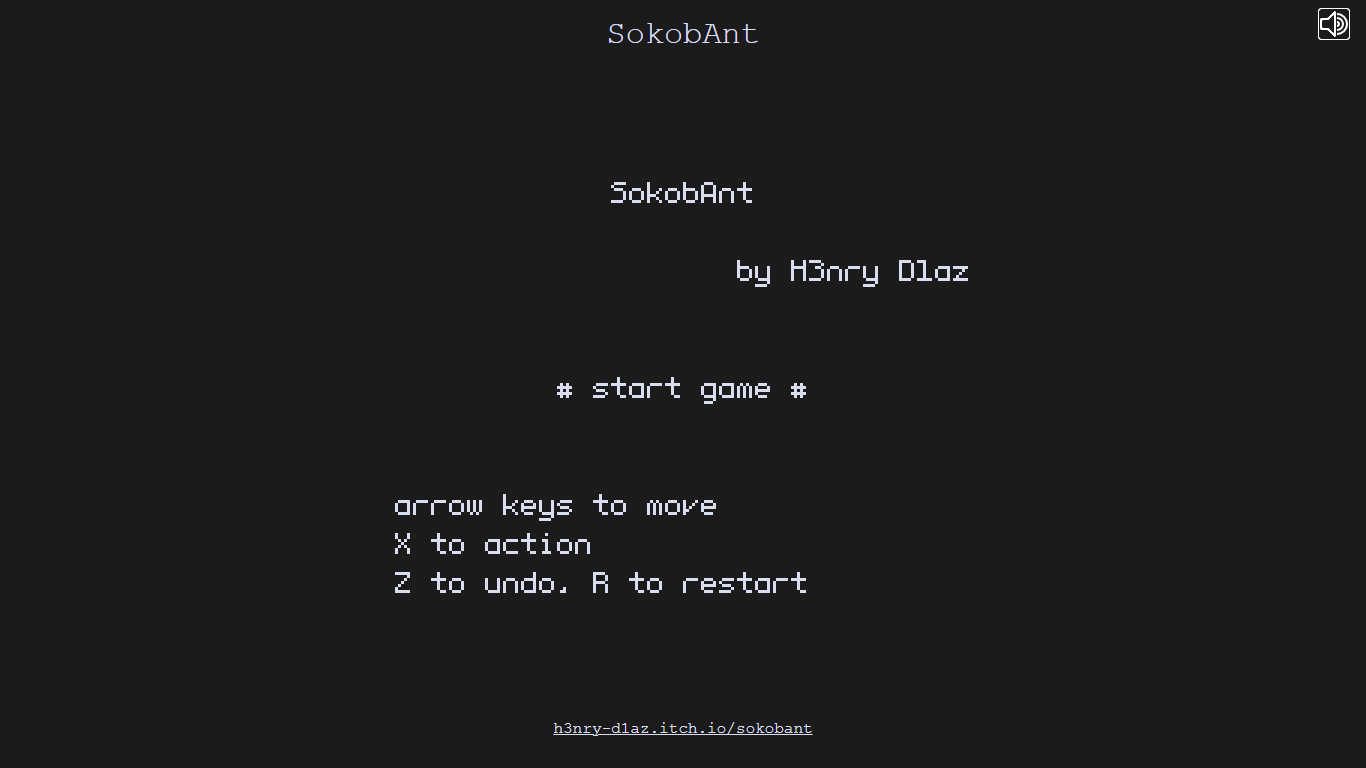 SokobAnt
SokobAnt
by H3nry D1az
# start game #
arrow keys to move
X to action
Z to undo, R to restart
h3nry-d1az.itch.io/sokobant